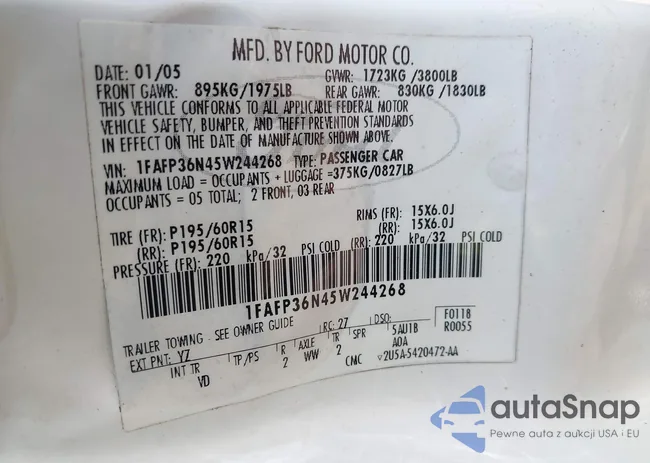 MFD. BY FORD MOTOR CO.
DATE: 01/05 GVWR: 1723KG/3800LB
FRONT GAWR: 895KG/1975LB REAR GAWR: 830KG/1830LB
THIS VEHICLE CONFORMS TO ALL APPLICABLE FEDERAL MOTOR
VEHICLE SAFETY, BUMPER, AND THEFT PREVENTION STANDARDS
IN EFFECT ON THE DATE OF MANUFACTURE SHOWN ABOVE.
VIN: 1FAFP36N45W244268 TYPE: PASSENGER CAR
MAXIMUM LOAD = OCCUPANTS + LUGGAGE = 375KG/0827LB
OCCUPANTS = 05 TOTAL; 2 FRONT, 03 REAR
TIRE (FR): P195/60R15 RIMS (FR): 15X6.0J
(RR): P195/60R15 (RR): 15X6.0J
PRESSURE (FR): 220 kPa/32 PSI COLD (RR): 220 kPa/32 PSI COLD
1FAFP36N45W244268
TRAILER TOWING - SEE OWNER GUIDE RC: 27 DSO: F0118
EXT PNT: YZ 5AU1B R0055
INT TR TP/PS R AXLE TR SPR A0A
VD 2 WW 2 CMC ▽2U5A-5420472-AA
autaSnap
Pewne auta z aukcji USA i EU